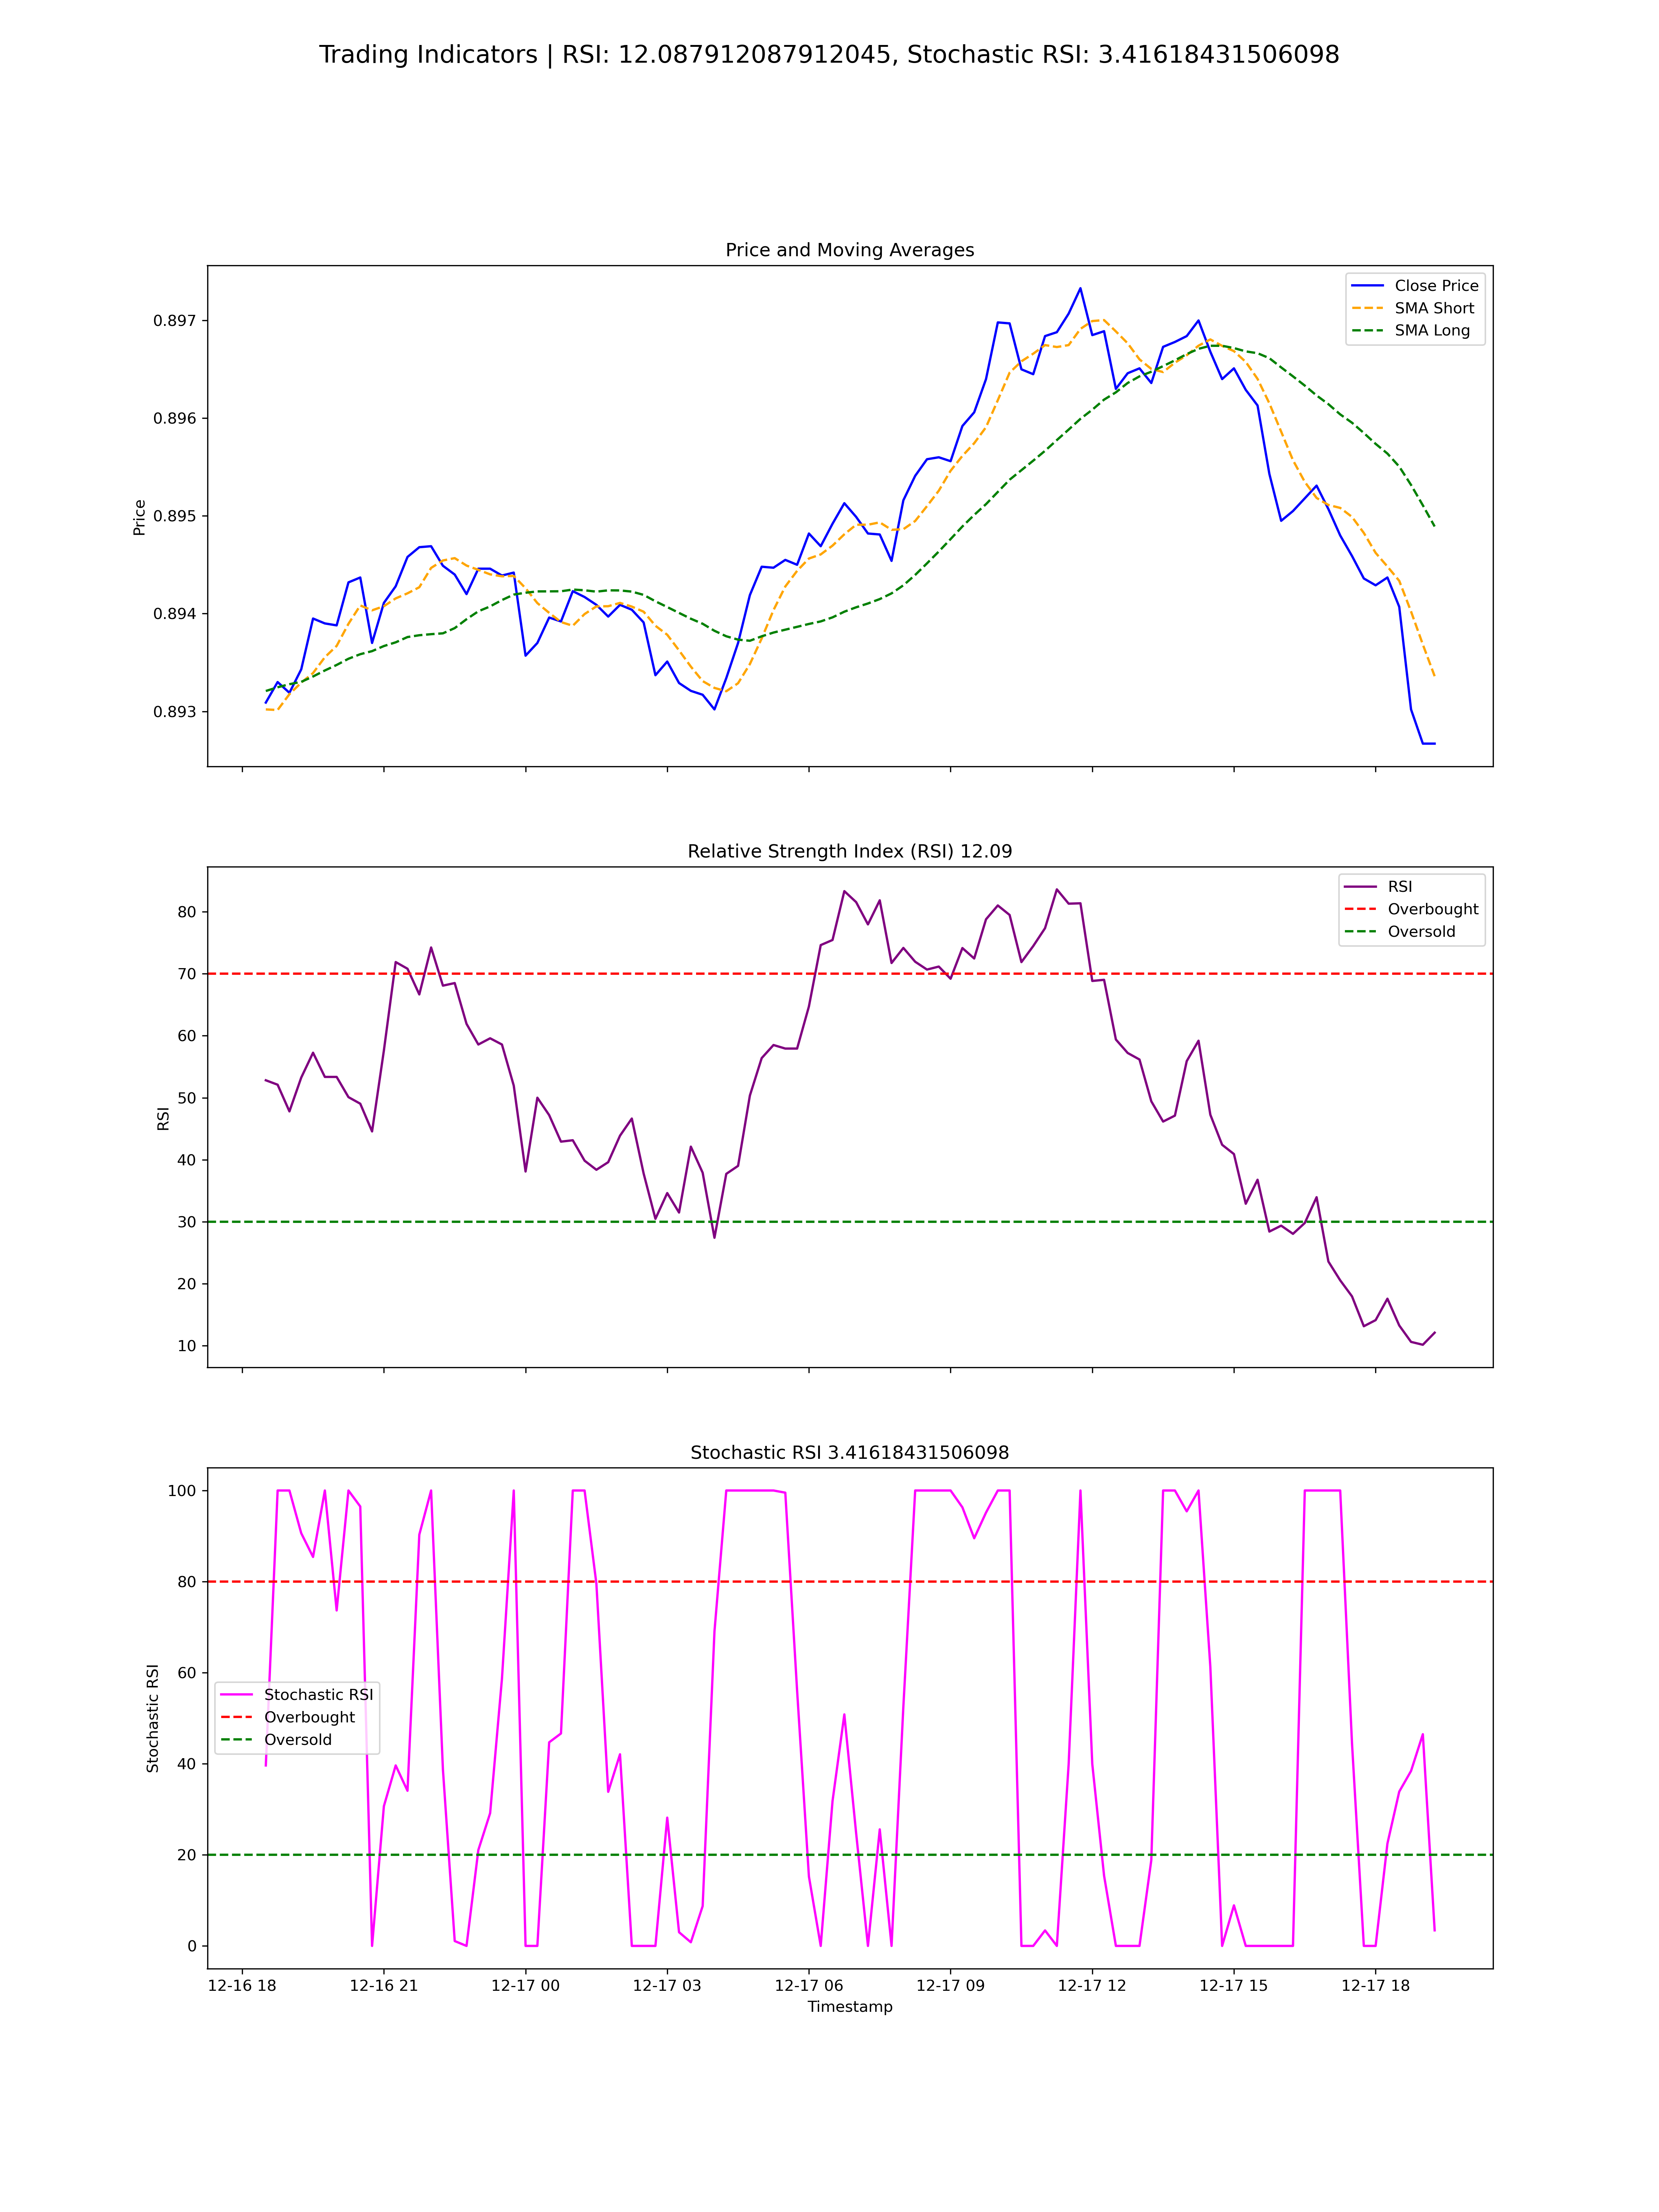 Trading Indicators | RSI: 12.087912087912045, Stochastic RSI: 3.41618431506098
Price and Moving Averages
Close Price
SMA Short
SMA Long
0.897
0.896
0.895
0.894
0.893
Price
Relative Strength Index (RSI) 12.09
RSI
Overbought
Oversold
80
70
60
50
40
30
20
10
RSI
Stochastic RSI 3.41618431506098
100
80
60
40
20
0
Stochastic RSI
Stochastic RSI
Overbought
Oversold
12-16 18
12-16 21
12-17 00
12-17 03
12-17 06
12-17 09
12-17 12
12-17 15
12-17 18
Timestamp